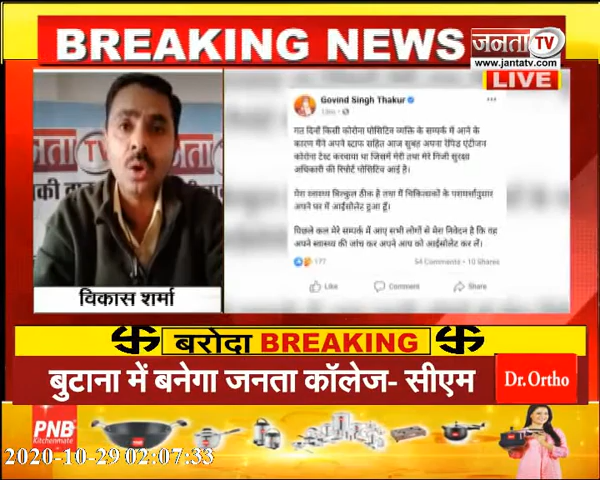 BREAKING NEWS
जनता TV
www.jantatv.com
LIVE
Govind Singh Thakur
गत दिनों किसी कोरोना पोसिटिव व्यक्ति के सम्पर्क में आने के
कारण मैंने अपने स्टाफ सहित आज सुबह अपना रैपिड एंटीजन
कोरोना टेस्ट करवाया था जिसमें मेरी तथा मेरे निजी सुरक्षा
अधिकारी की रिपोर्ट पोसिटिव आई है।
मेरा स्वास्थ्य बिल्कुल ठीक है तथा मैं चिकित्सकों के परामर्शानुसार
अपने घर में आईसोलेट हुआ हूँ।
पिछले कल मेरे सम्पर्क में आए सभी लोगों से मेरा निवेदन है कि वह
अपने स्वास्थ्य की जांच कर अपने आप को आईसोलेट कर लें।
177 54 Comments • 10 Shares
Like Comment Share
विकास शर्मा
बरोदा BREAKING
बुटाना में बनेगा जनता कॉलेज- सीएम
Dr. Ortho
PNB
Kitchenmate
2020-10-29 02:07:33